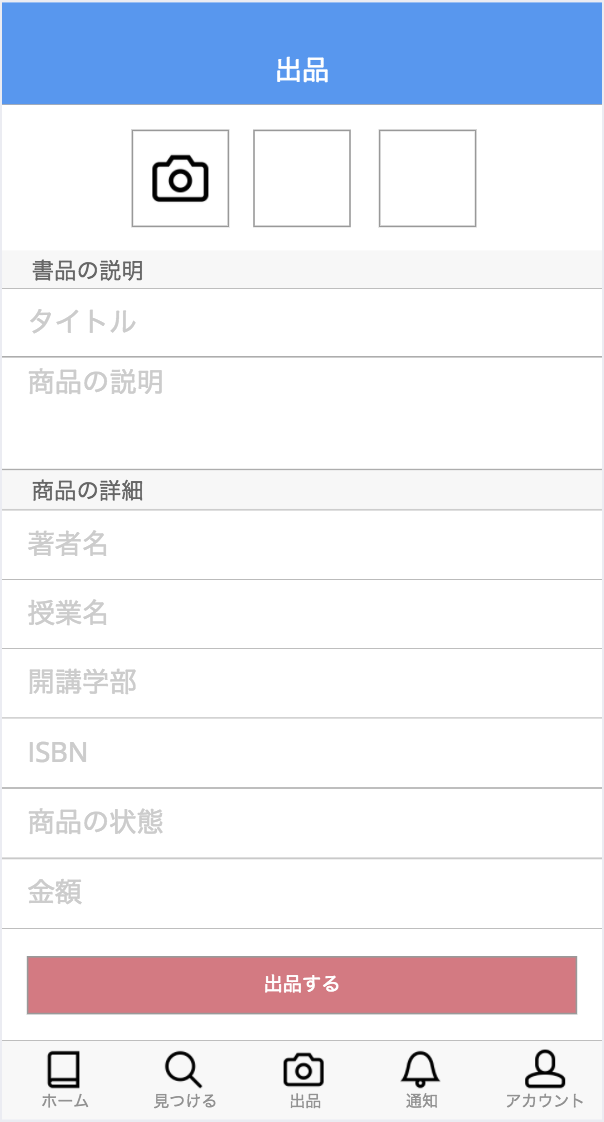 出品
書品の説明
タイトル
商品の説明
商品の詳細
著者名
授業名
開講学部
ISBN
商品の状態
金額
出品する
ホーム 見つける 出品 通知 アカウント